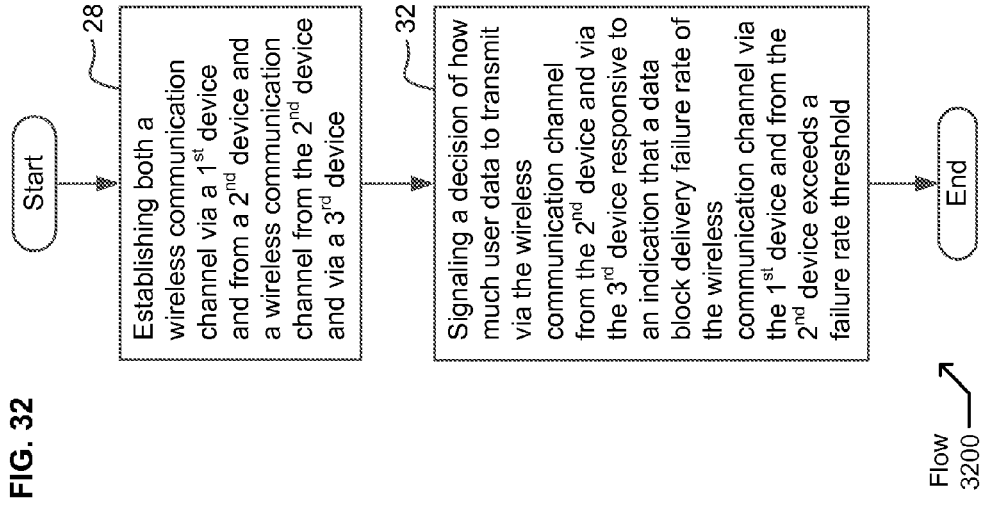 FIG. 32
Start
28
Establishing both a
wireless communication
channel via a 1st device
and from a 2nd device and
a wireless communication
channel from the 2nd device
and via a 3rd device
32
Signaling a decision of how
much user data to transmit
via the wireless
communication channel
from the 2nd device and via
the 3rd device responsive to
an indication that a data
block delivery failure rate of
the wireless
communication channel via
the 1st device and from the
2nd device exceeds a
failure rate threshold
End
Flow
3200